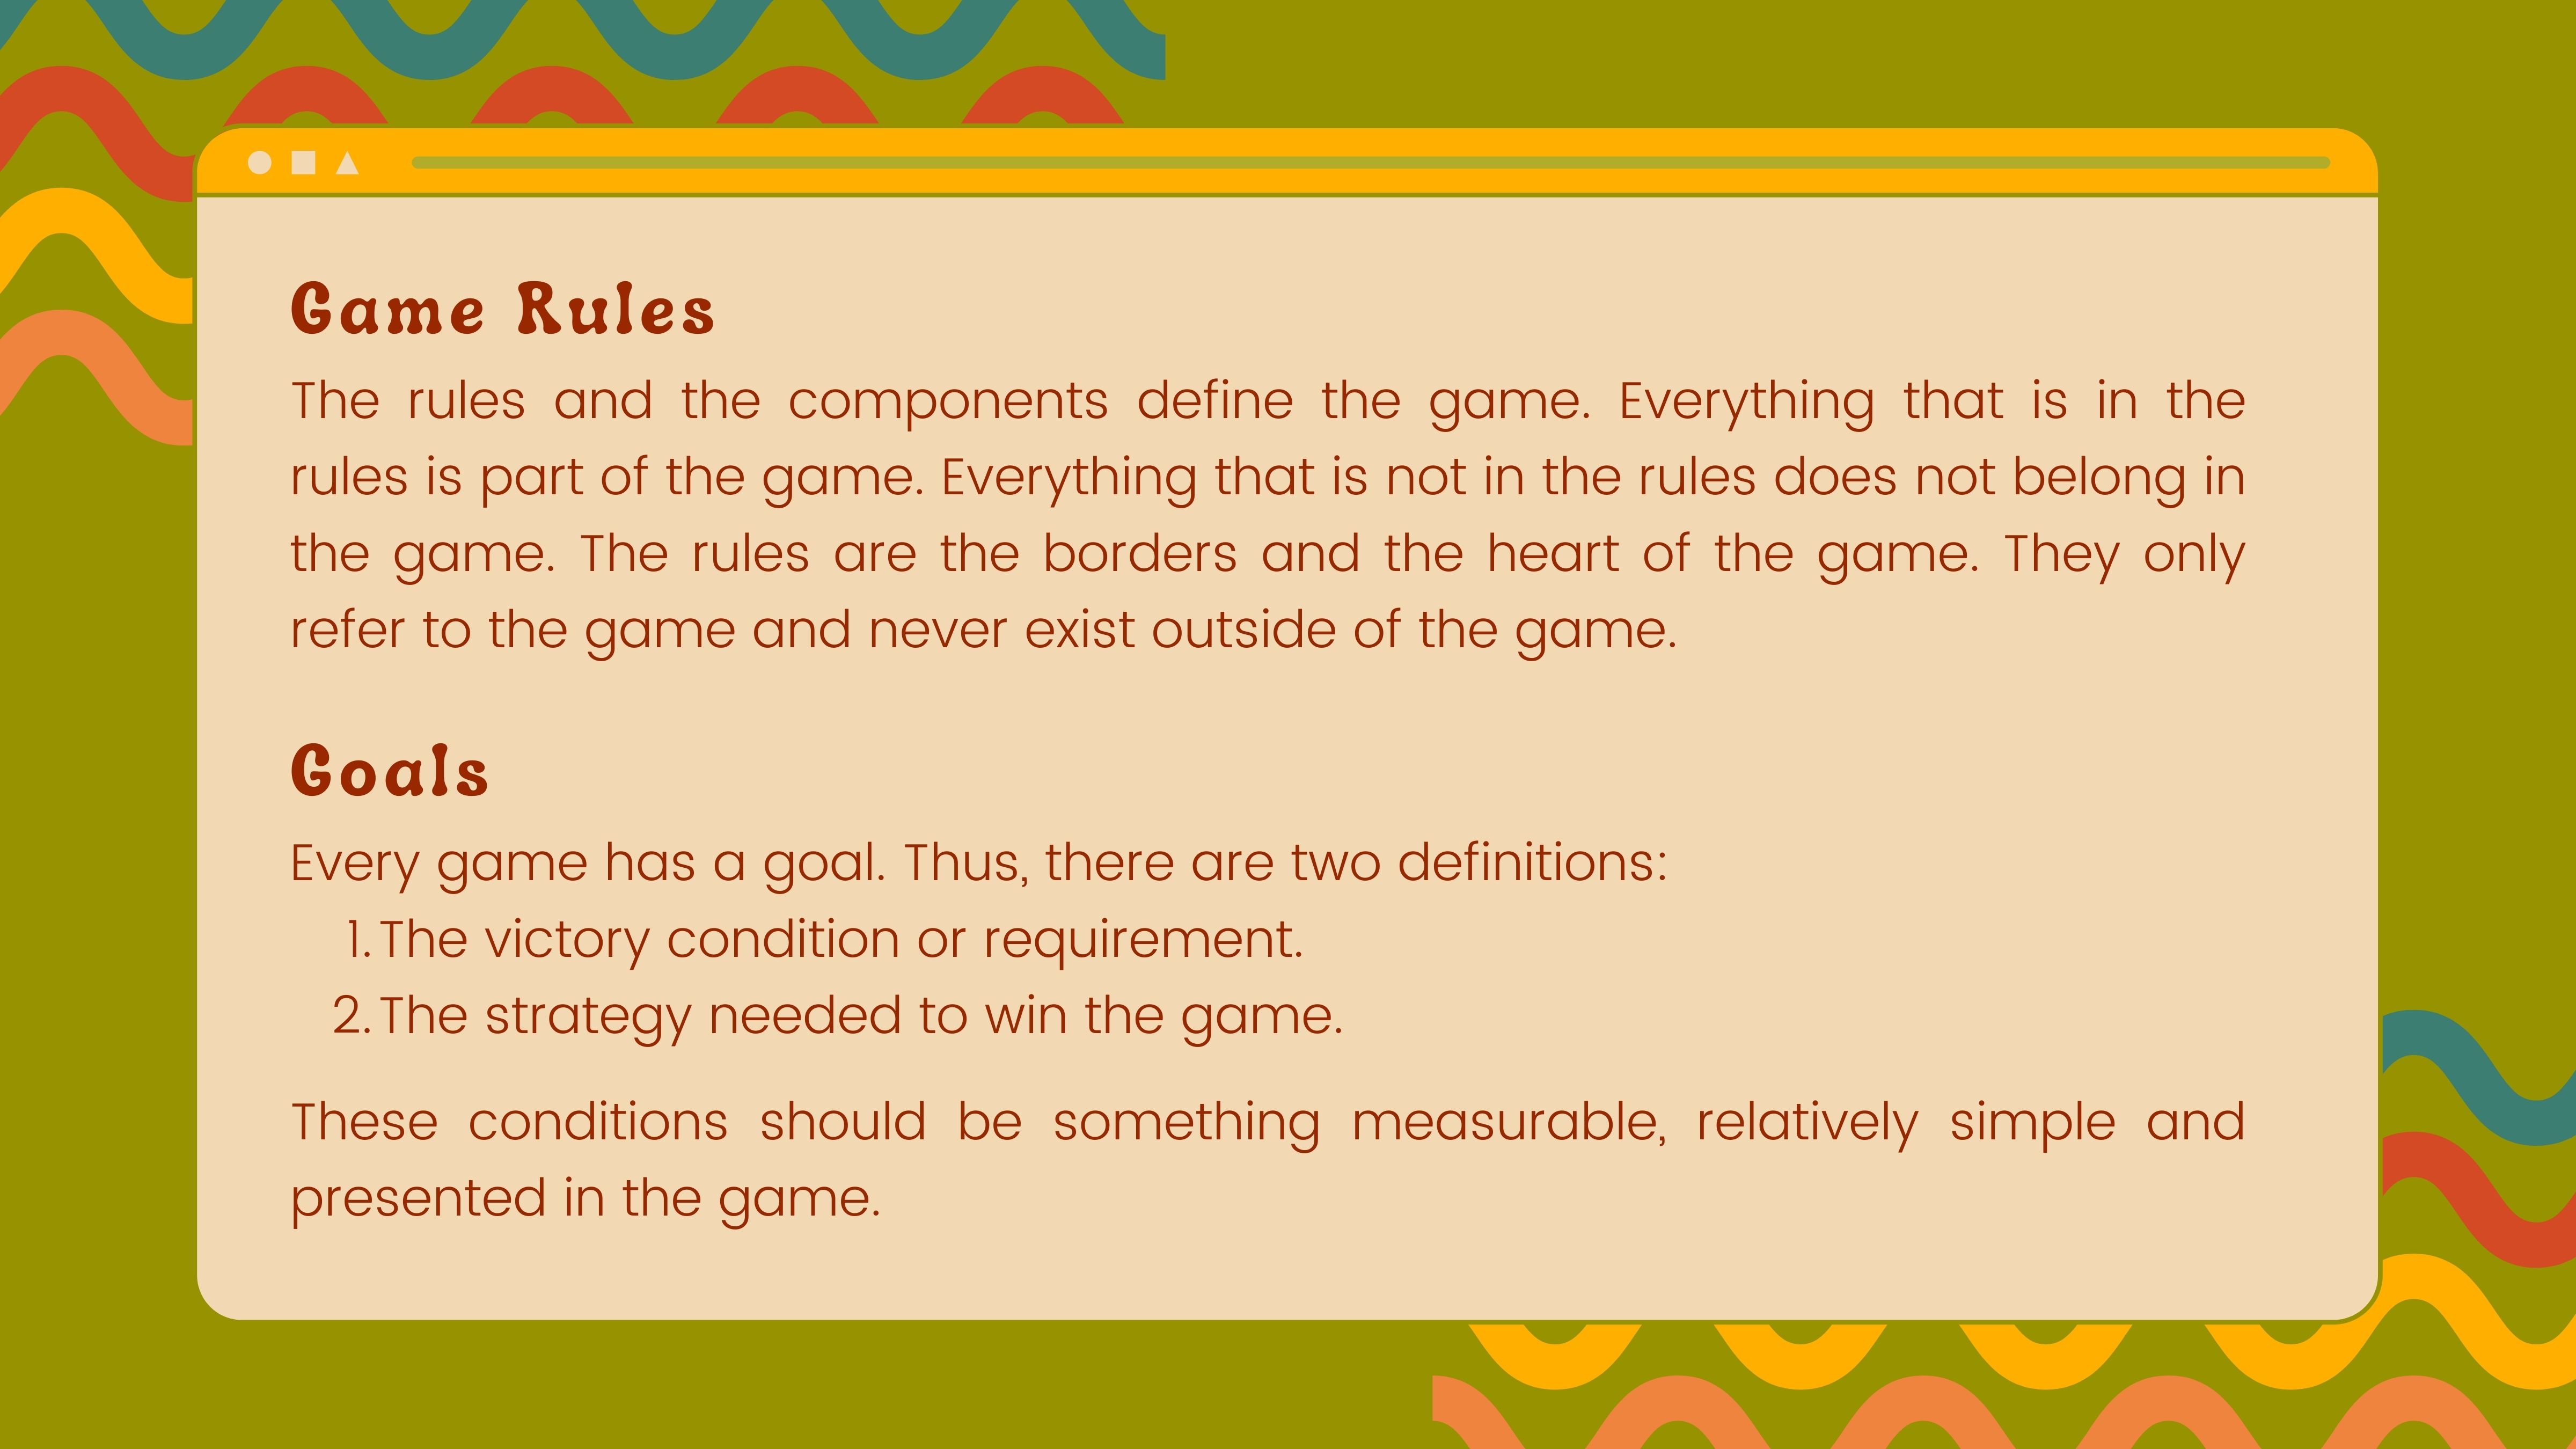 Game Rules
The rules and the components define the game. Everything that is in the
rules is part of the game. Everything that is not in the rules does not belong in
the game. The rules are the borders and the heart of the game. They only
refer to the game and never exist outside of the game.
Goals
Every game has a goal. Thus, there are two definitions:
1. The victory condition or requirement.
2. The strategy needed to win the game.
These conditions should be something measurable, relatively simple and
presented in the game.